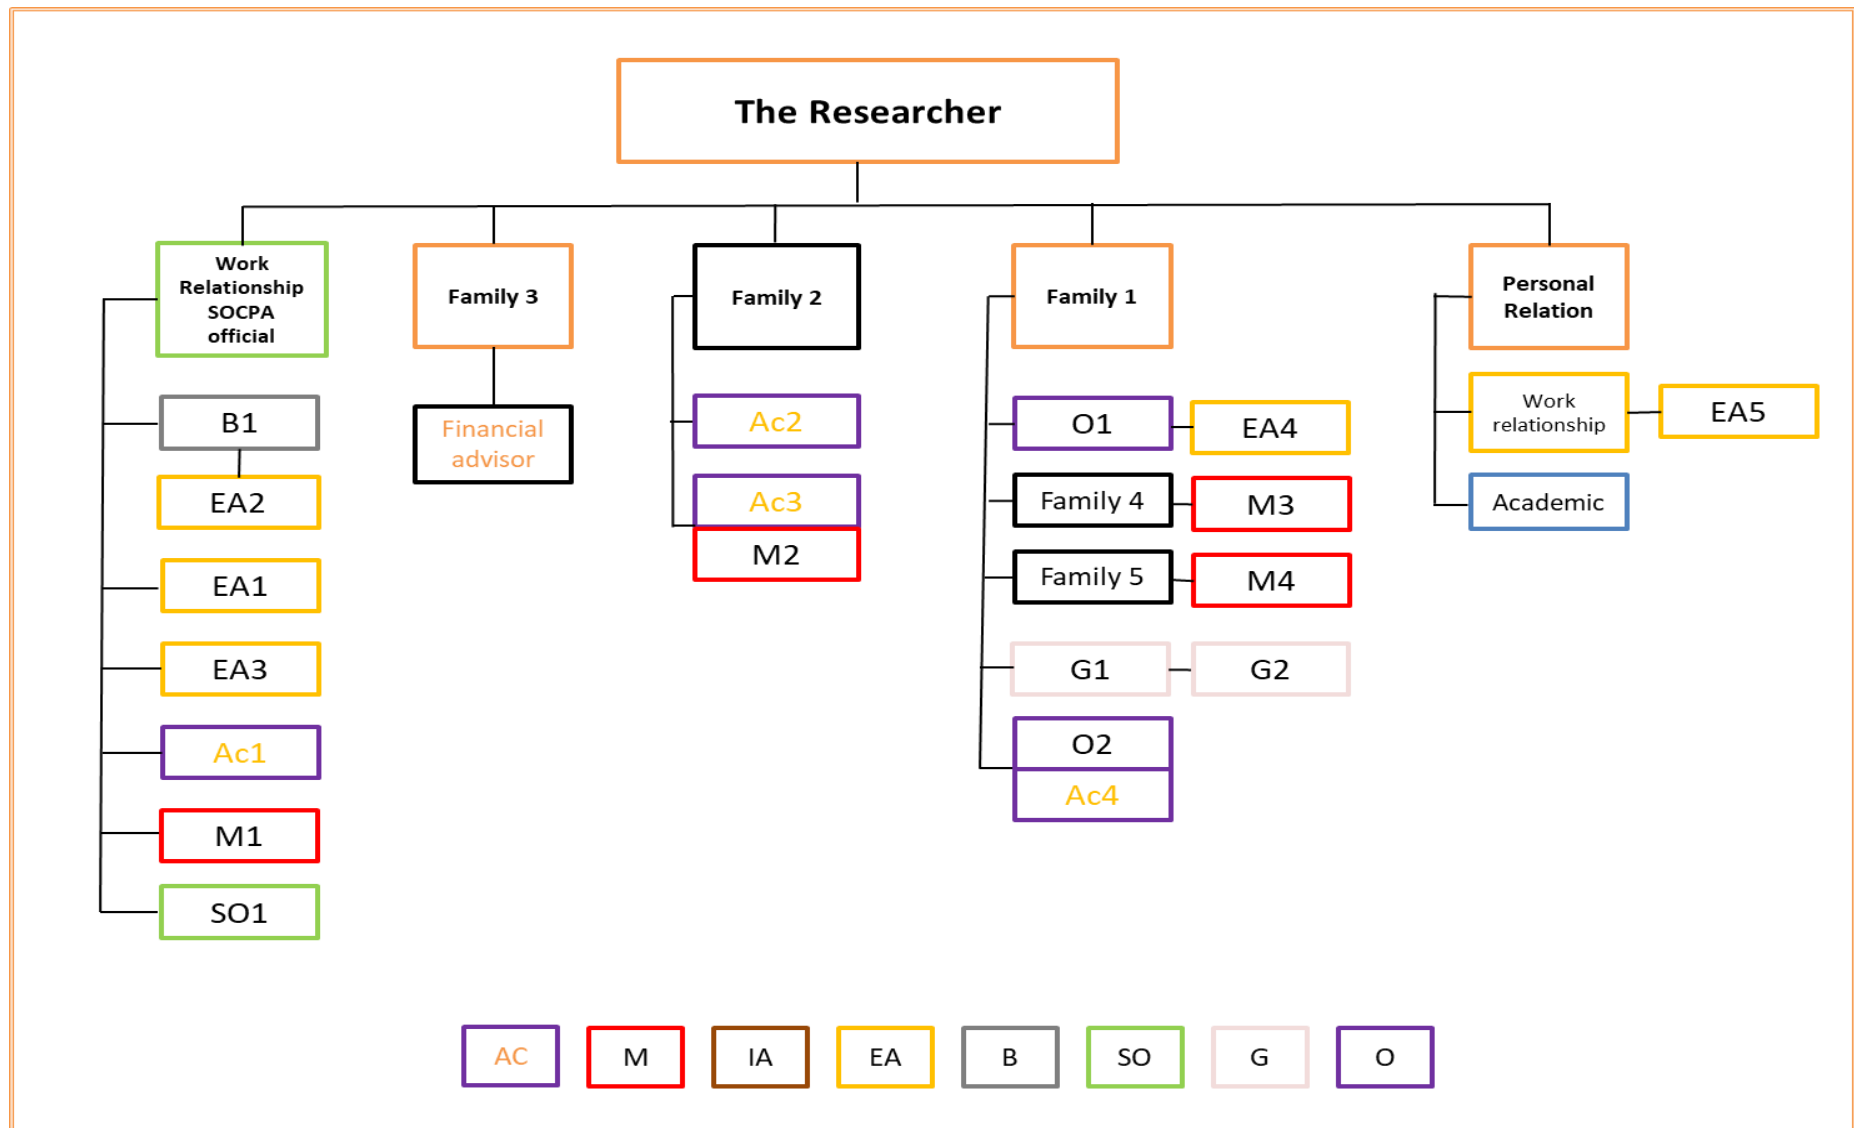 The Researcher
Work
Relationship
SOCPA
official
Family 3
Family 2
Family 1
Personal
Relation
B1
EA2
EA1
EA3
Ac1
M1
SO1
Financial
advisor
Ac2
Ac3
M2
O1
EA4
Family 4
M3
Family 5
M4
G1
G2
O2
Ac4
Work
relationship
EA5
Academic
AC
M
IA
EA
B
SO
G
O